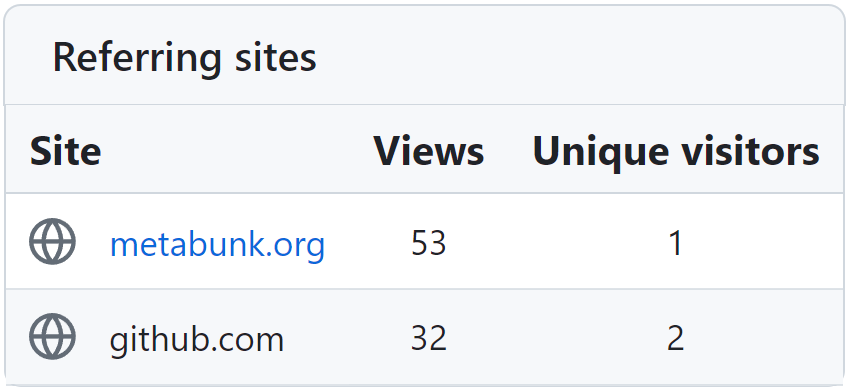 Referring sites
Site Views Unique visitors
metabunk.org 53 1
github.com 32 2